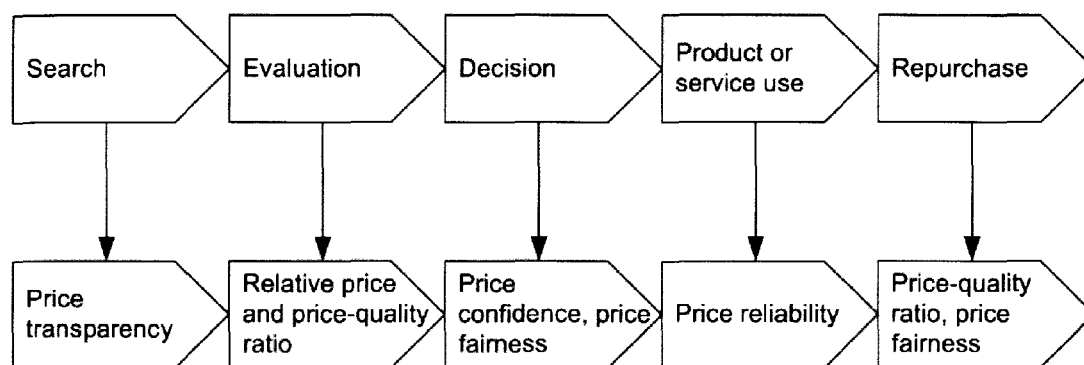 Search
Evaluation
Decision
Product or
service use
Repurchase
Price
transparency
Relative price
and price-quality
ratio
Price
confidence, price
fairness
Price reliability
Price-quality
ratio, price
fairness